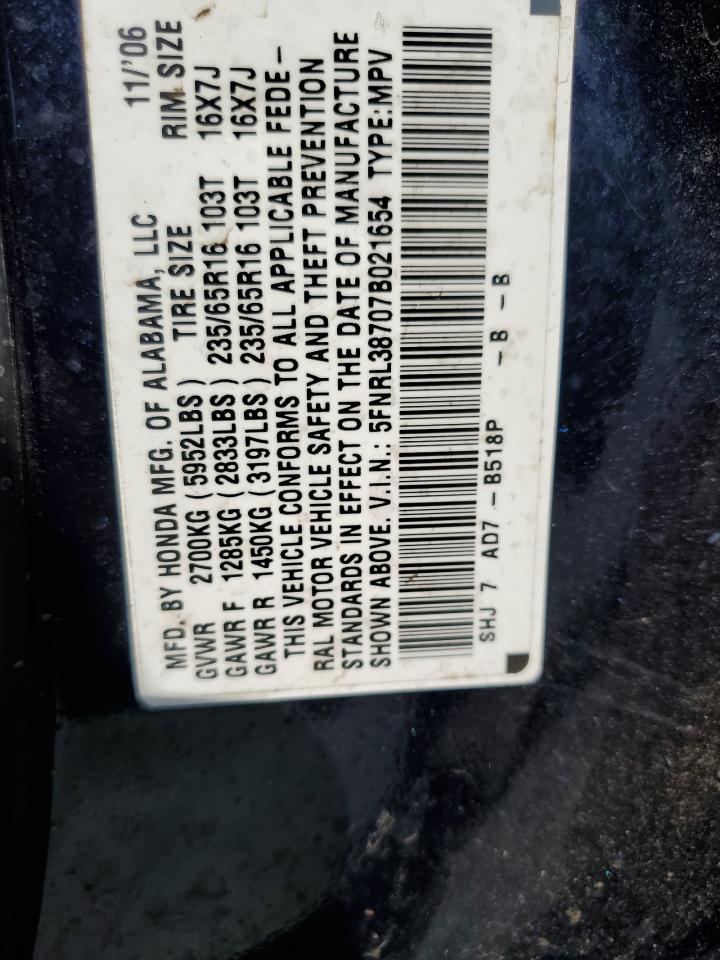 MFD. BY HONDA MFG. OF ALABAMA, LLC 11/'06
GVWR 2700KG (5952LBS) TIRE SIZE RIM SIZE
GAWR F 1285KG (2833LBS) 235/65R16 103T 16X7J
GAWR R 1450KG (3197LBS) 235/65R16 103T 16X7J
THIS VEHICLE CONFORMS TO ALL APPLICABLE FEDE-
RAL MOTOR VEHICLE SAFETY AND THEFT PREVENTION
STANDARDS IN EFFECT ON THE DATE OF MANUFACTURE
SHOWN ABOVE. V.I.N.: 5FNRL38707B021654 TYPE:MPV
SHJ 7 AD7 -B518P -B -B